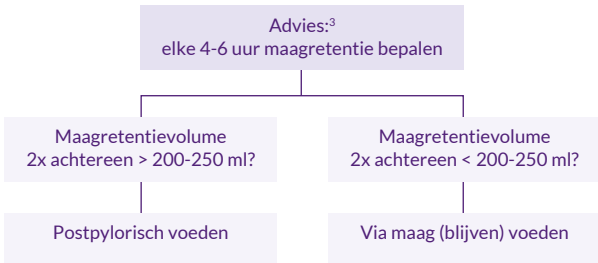 Advies:³
elke 4-6 uur maagretentie bepalen
Maagretentievolume
2x achtereen > 200-250 ml?
Maagretentievolume
2x achtereen < 200-250 ml?
Postpylorisch voeden
Via maag (blijven) voeden